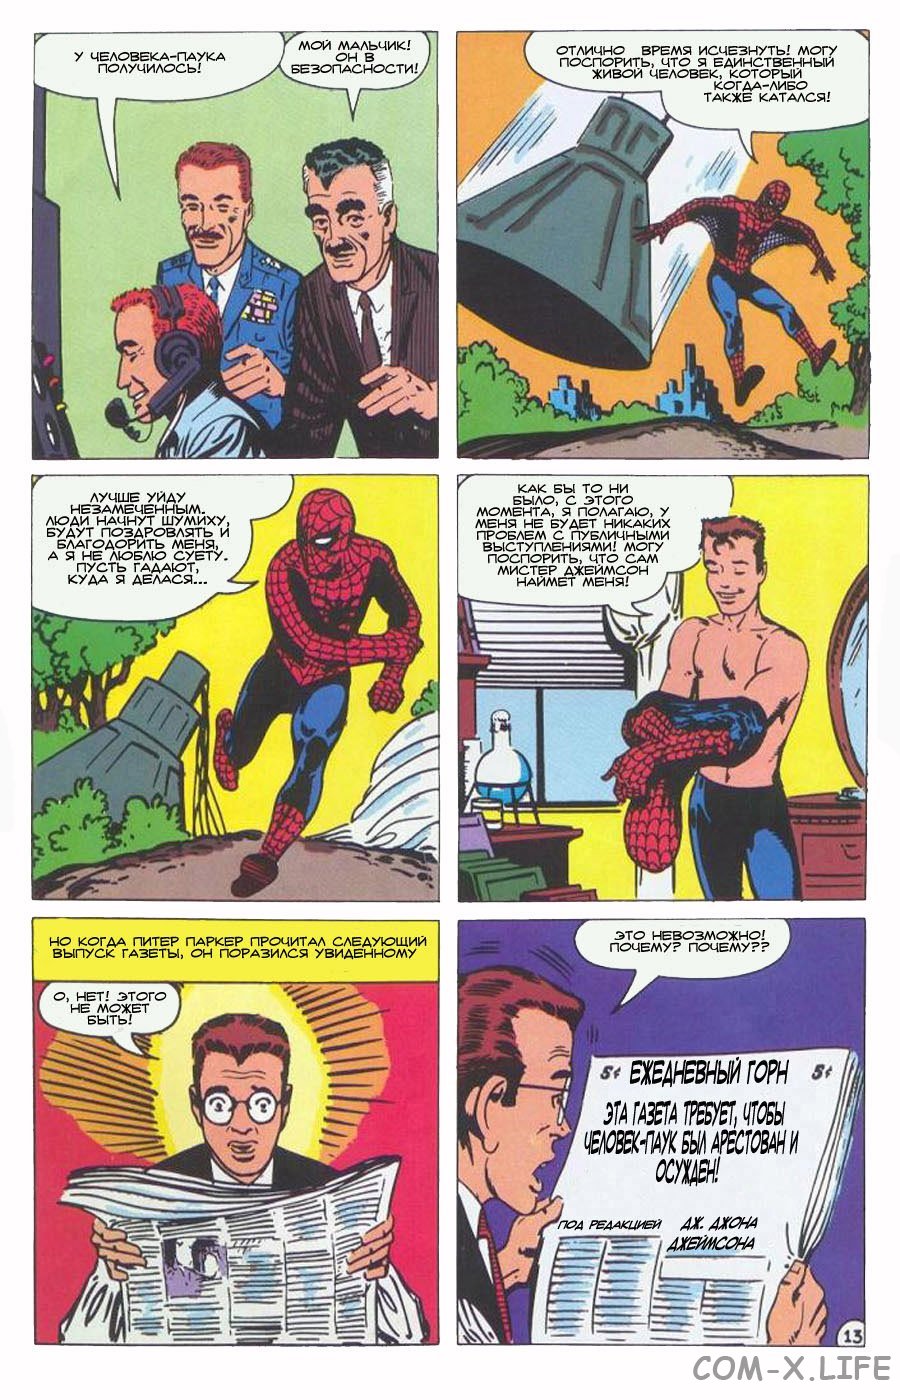 У ЧЕЛОВЕКА-ПАУКА
ПОЛУЧИЛОСЬ!
МОЙ МАЛЬЧИК!
ОН В
БЕЗОПАСНОСТИ!
ОТЛИЧНО ВРЕМЯ ИСЧЕЗНУТЬ! МОГУ
ПОСПОРИТЬ, ЧТО Я ЕДИНСТВЕННЫЙ
ЖИВОЙ ЧЕЛОВЕК, КОТОРЫЙ
КОГДА-ЛИБО
ТАКЖЕ КАТАЛСЯ!
ЛУЧШЕ УЙДУ
НЕЗАМЕЧЕННЫМ.
ЛЮДИ НАЧНУТ ШУМИХУ,
БУДУТ ПОЗДРОВЛЯТЬ И
БЛАГОДОРИТЬ МЕНЯ,
А Я НЕ ЛЮБЛЮ СУЕТУ.
ПУСТЬ ГАДАЮТ,
КУДА Я ДЕЛАСЯ...
КАК БЫ ТО НИ
БЫЛО, С ЭТОГО
МОМЕНТА, Я ПОЛАГАЮ, У
МЕНЯ НЕ БУДЕТ НИКАКИХ
ПРОБЛЕМ С ПУБЛИЧНЫМИ
ВЫСТУПЛЕНИЯМИ! МОГУ
ПОСПОРИТЬ, ЧТО САМ
МИСТЕР ДЖЕЙМСОН
НАЙМЕТ МЕНЯ!
НО КОГДА ПИТЕР ПАРКЕР ПРОЧИТАЛ СЛЕДУЮЩИЙ
ВЫПУСК ГАЗЕТЫ, ОН ПОРАЗИЛСЯ УВИДЕННОМУ
О, НЕТ! ЭТОГО
НЕ МОЖЕТ
БЫТЬ!
ЭТО НЕВОЗМОЖНО!
ПОЧЕМУ? ПОЧЕМУ??
5¢ ЕЖЕДНЕВНЫЙ ГОРН 5¢
ЭТА ГАЗЕТА ТРЕБУЕТ, ЧТОБЫ
ЧЕЛОВЕК-ПАУК БЫЛ АРЕСТОВАН И
ОСУЖДЕН!
ПОД РЕДАКЦИЕЙ ДЖ. ДЖОНА
ДЖЕЙМСОНА
13
COM-X.LIFE